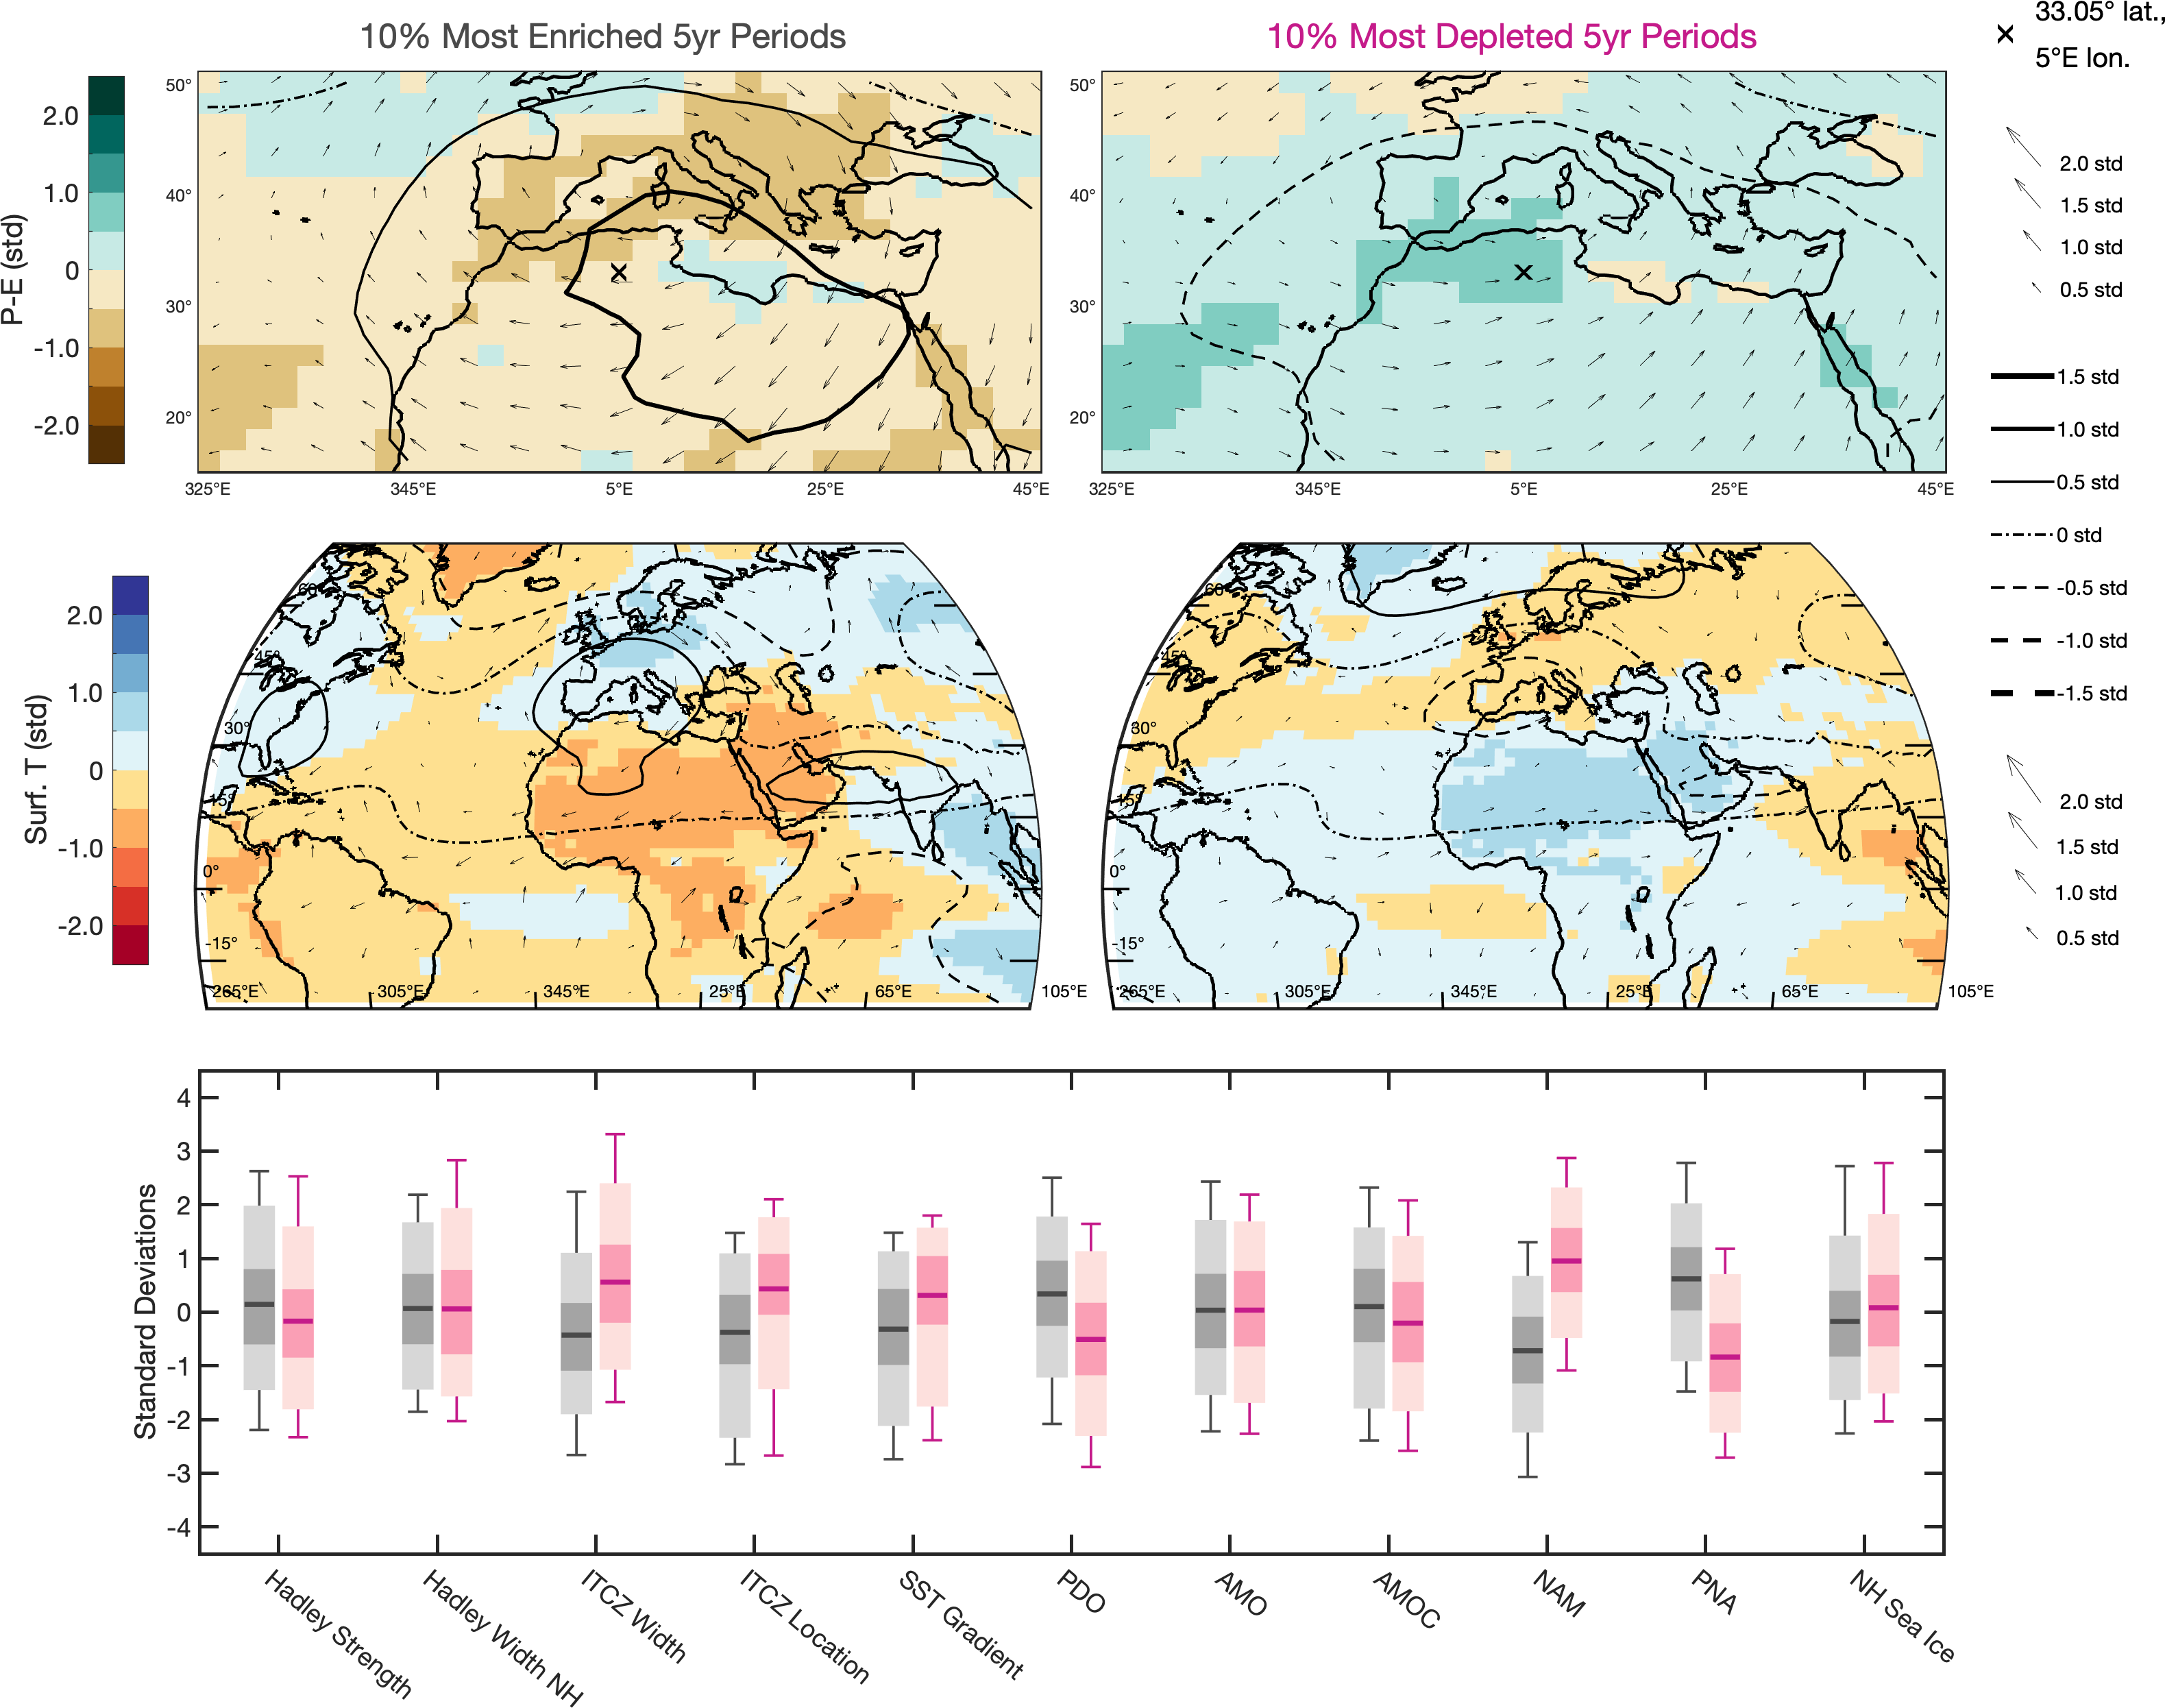 10% Most Enriched 5yr Periods
10% Most Depleted 5yr Periods
33.05° lat.,
5°E lon.
P-E (std)
2.0
1.0
0
-1.0
-2.0
50°
40°
30°
20°
325°E
345°E
5°E
25°E
45°E
50°
40°
30°
20°
325°E
345°E
5°E
25°E
45°E
2.0 std
1.5 std
1.0 std
0.5 std
1.5 std
1.0 std
0.5 std
0 std
-0.5 std
-1.0 std
-1.5 std
Surf. T (std)
2.0
1.0
0
-1.0
-2.0
60°
45°
30°
15°
0°
-15°
265°E
305°E
345°E
25°E
65°E
105°E
60°
45°
30°
15°
0°
-15°
265°E
305°E
345°E
25°E
65°E
105°E
2.0 std
1.5 std
1.0 std
0.5 std
Standard Deviations
4
3
2
1
0
-1
-2
-3
-4
Hadley Strength
Hadley Width NH
ITCZ Width
ITCZ Location
SST Gradient
PDO
AMO
AMOC
NAM
PNA
NH Sea Ice